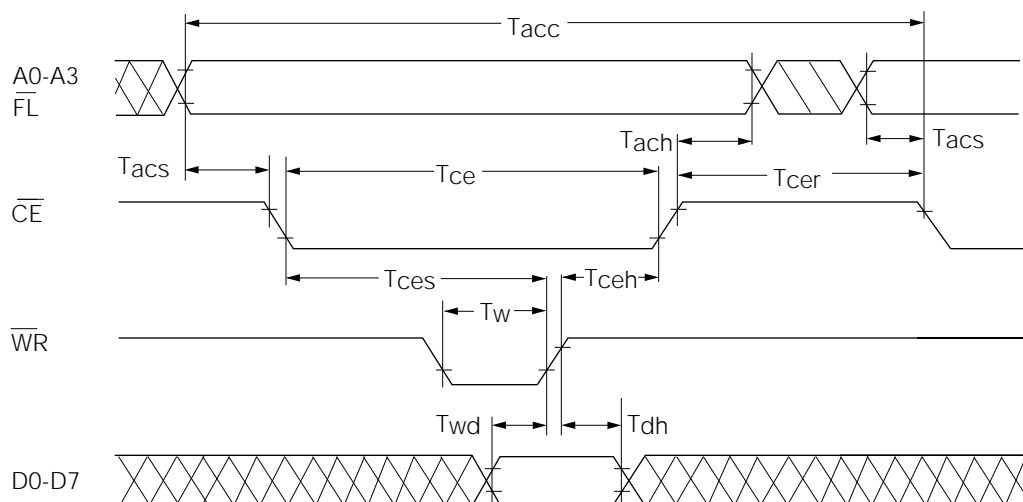 Tacc
A0-A3
FL
Tach
Tacs
Tacs
Tce
Tcer
CE
Tces
Tceh
Tw
WR
Twd
Tdh
D0-D7